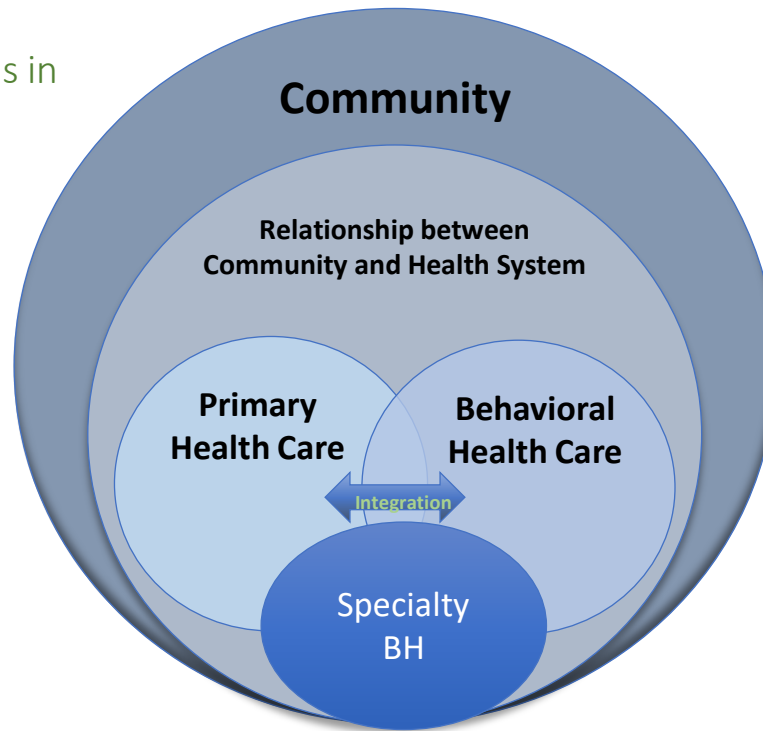 s in
Community
Relationship between
Community and Health System
Primary
Health Care
Behavioral
Health Care
Integration
Specialty
BH